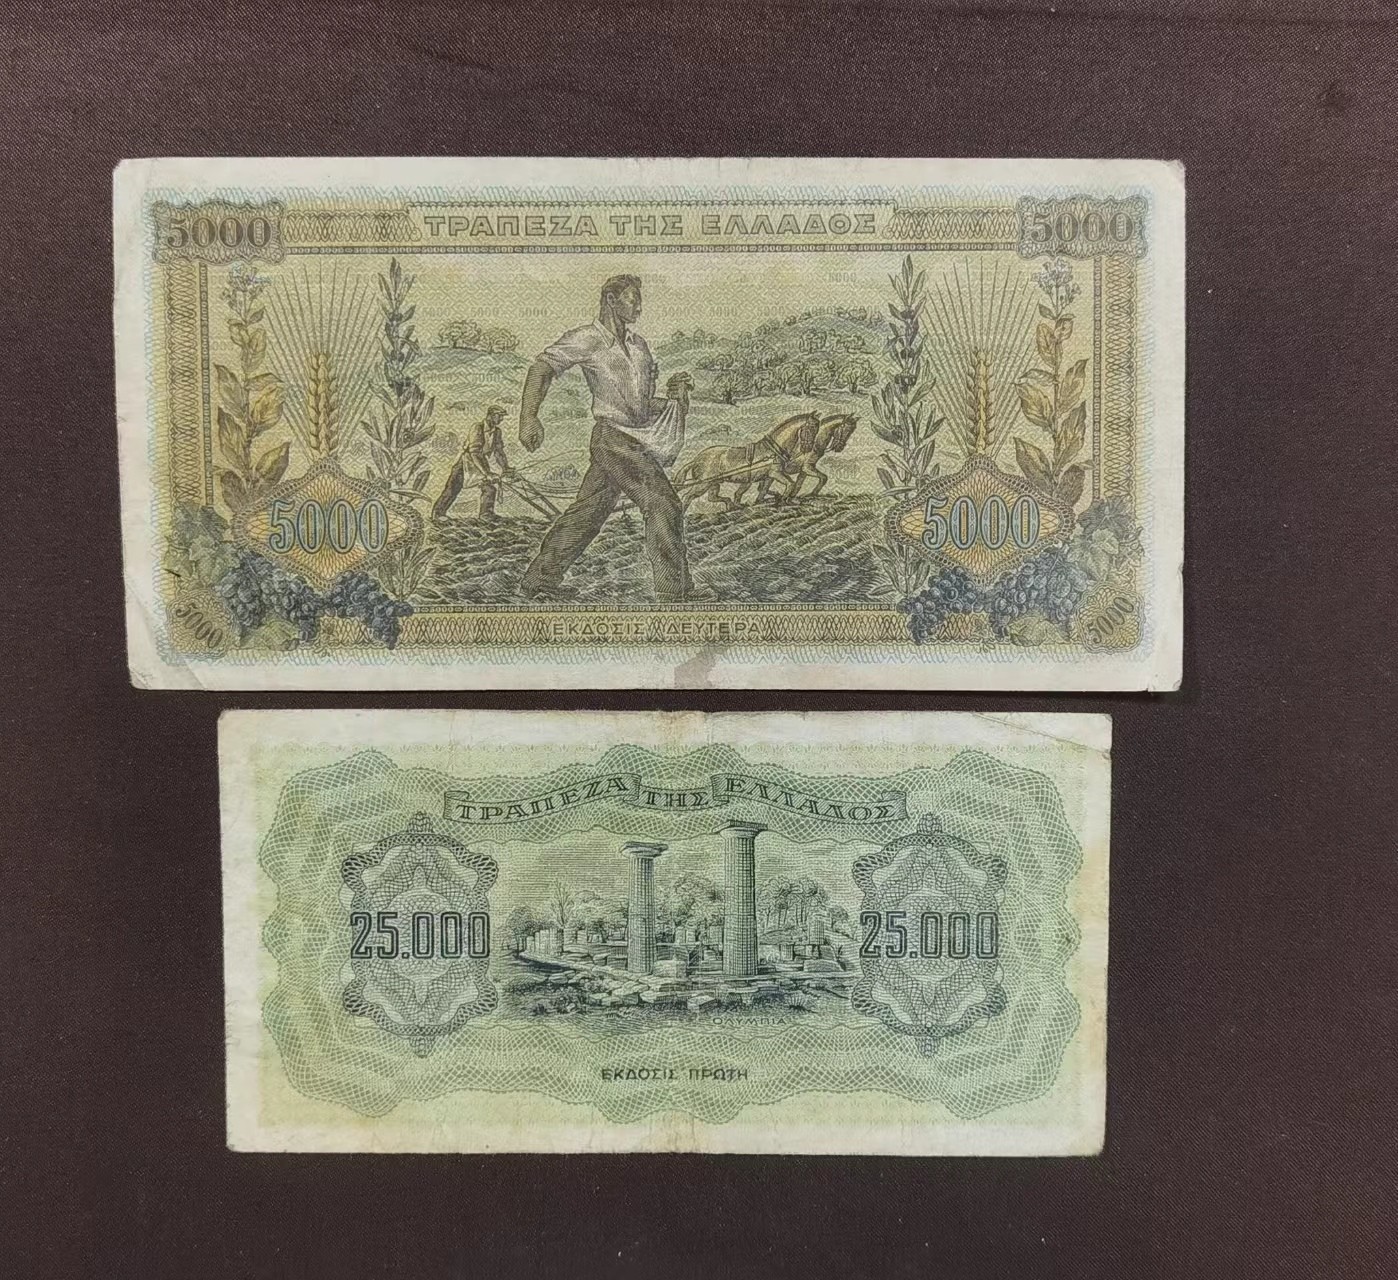 5000 ΤΡΑΠΕΖΑ ΤΗΣ ΕΛΛΑΔΟΣ 5000
5000 5000
5000 ΕΚΔΟΣΙΣ ΔΕΥΤΕΡΑ 5000
ΤΡΑΠΕΖΑ ΤΗΣ ΕΛΛΑΔΟΣ
25.000 25.000
ΟΛΥΜΠΙΑ
ΕΚΔΟΣΙΣ ΠΡΩΤΗ